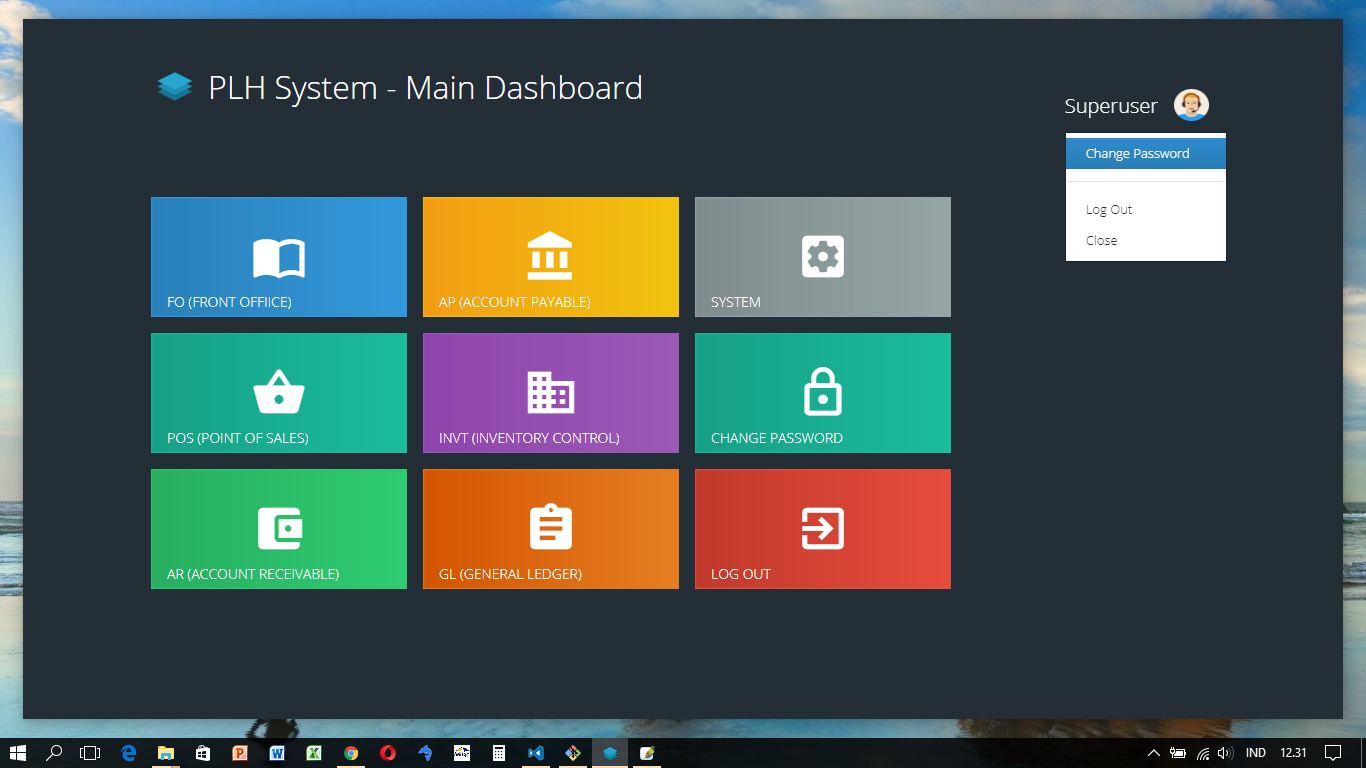 PLH System - Main Dashboard
Superuser
Change Password
Log Out
Close
FO (FRONT OFFIICE)
AP (ACCOUNT PAYABLE)
SYSTEM
POS (POINT OF SALES)
INVT (INVENTORY CONTROL)
CHANGE PASSWORD
AR (ACCOUNT RECEIVABLE)
GL (GENERAL LEDGER)
LOG OUT
IND
12.31